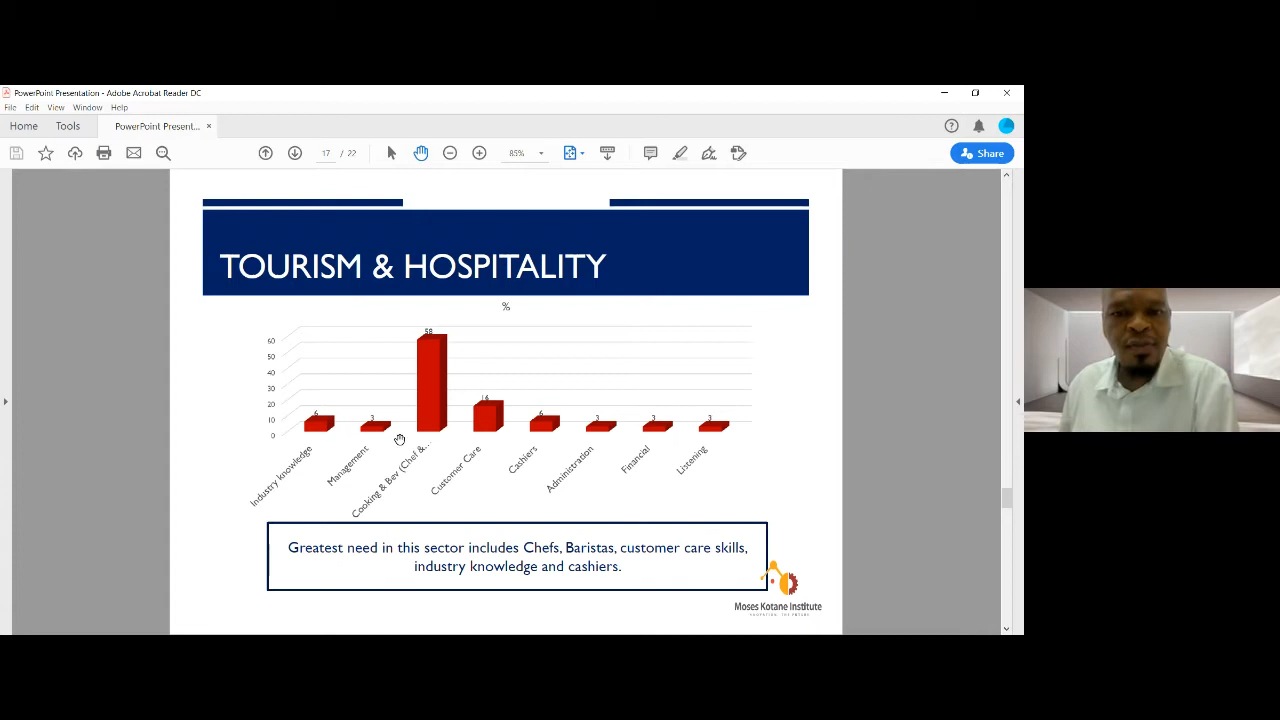 PowerPoint Presentation - Adobe Acrobat Reader DC
File Edit View Window Help
Home Tools PowerPoint Present... ×
17 / 22 85% Share
TOURISM & HOSPITALITY
%
60
50
40
30
20
10
0
6 3 58 16 6 3 3 3
Industry knowledge
Management
Cooking & Bev (Chef &...
Customer Care
Cashiers
Administration
Financial
Listening
Greatest need in this sector includes Chefs, Baristas, customer care skills,
industry knowledge and cashiers.
Moses Kotane Institute